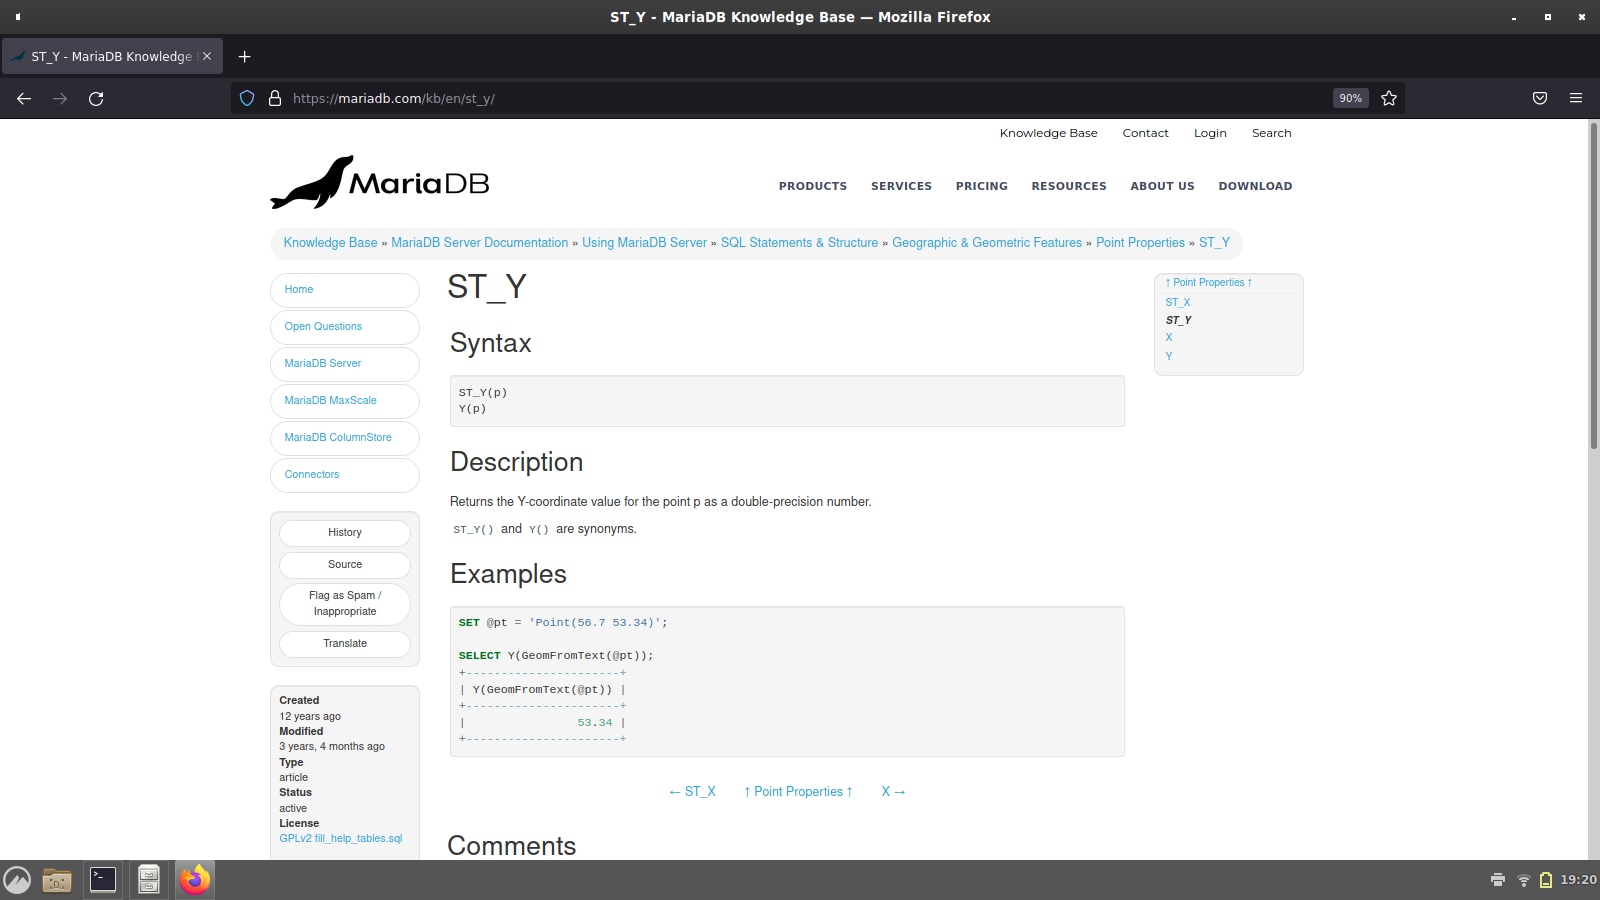 ST_Y - MariaDB Knowledge Base — Mozilla Firefox
ST_Y - MariaDB Knowledge
https://mariadb.com/kb/en/st_y/
90%
Knowledge Base Contact Login Search
MariaDB
PRODUCTS SERVICES PRICING RESOURCES ABOUT US DOWNLOAD
Knowledge Base » MariaDB Server Documentation » Using MariaDB Server » SQL Statements & Structure » Geographic & Geometric Features » Point Properties » ST_Y
Home
Open Questions
MariaDB Server
MariaDB MaxScale
MariaDB ColumnStore
Connectors
History
Source
Flag as Spam /
Inappropriate
Translate
Created
12 years ago
Modified
3 years, 4 months ago
Type
article
Status
active
License
GPLv2 fill_help_tables.sql
ST_Y
Syntax
ST_Y(p)
Y(p)
Description
Returns the Y-coordinate value for the point p as a double-precision number.
ST_Y() and Y() are synonyms.
Examples
SET @pt = 'Point(56.7 53.34)';
SELECT Y(GeomFromText(@pt));
+----------------------+
| Y(GeomFromText(@pt)) |
+----------------------+
|                53.34 |
+----------------------+
← ST_X ↑ Point Properties ↑ X →
Comments
↑ Point Properties ↑
ST_X
ST_Y
X
Y
19:20